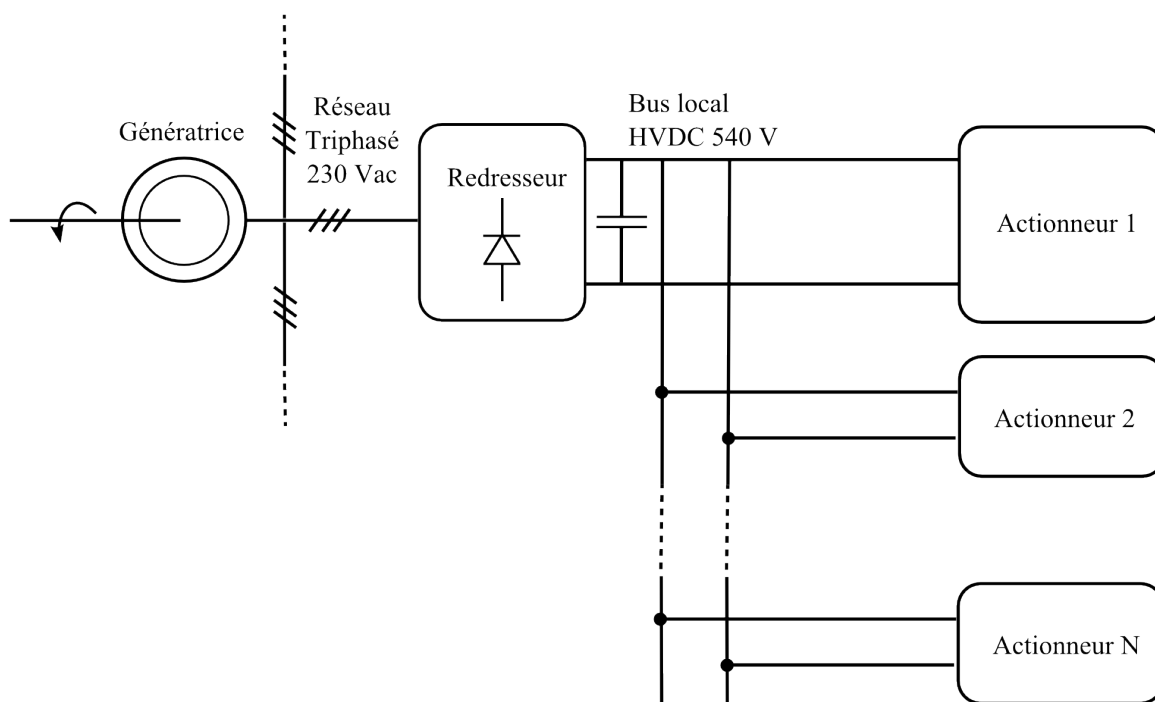 Génératrice
Réseau
Triphasé
230 Vac
Redresseur
Bus local
HVDC 540 V
Actionneur 1
Actionneur 2
Actionneur N